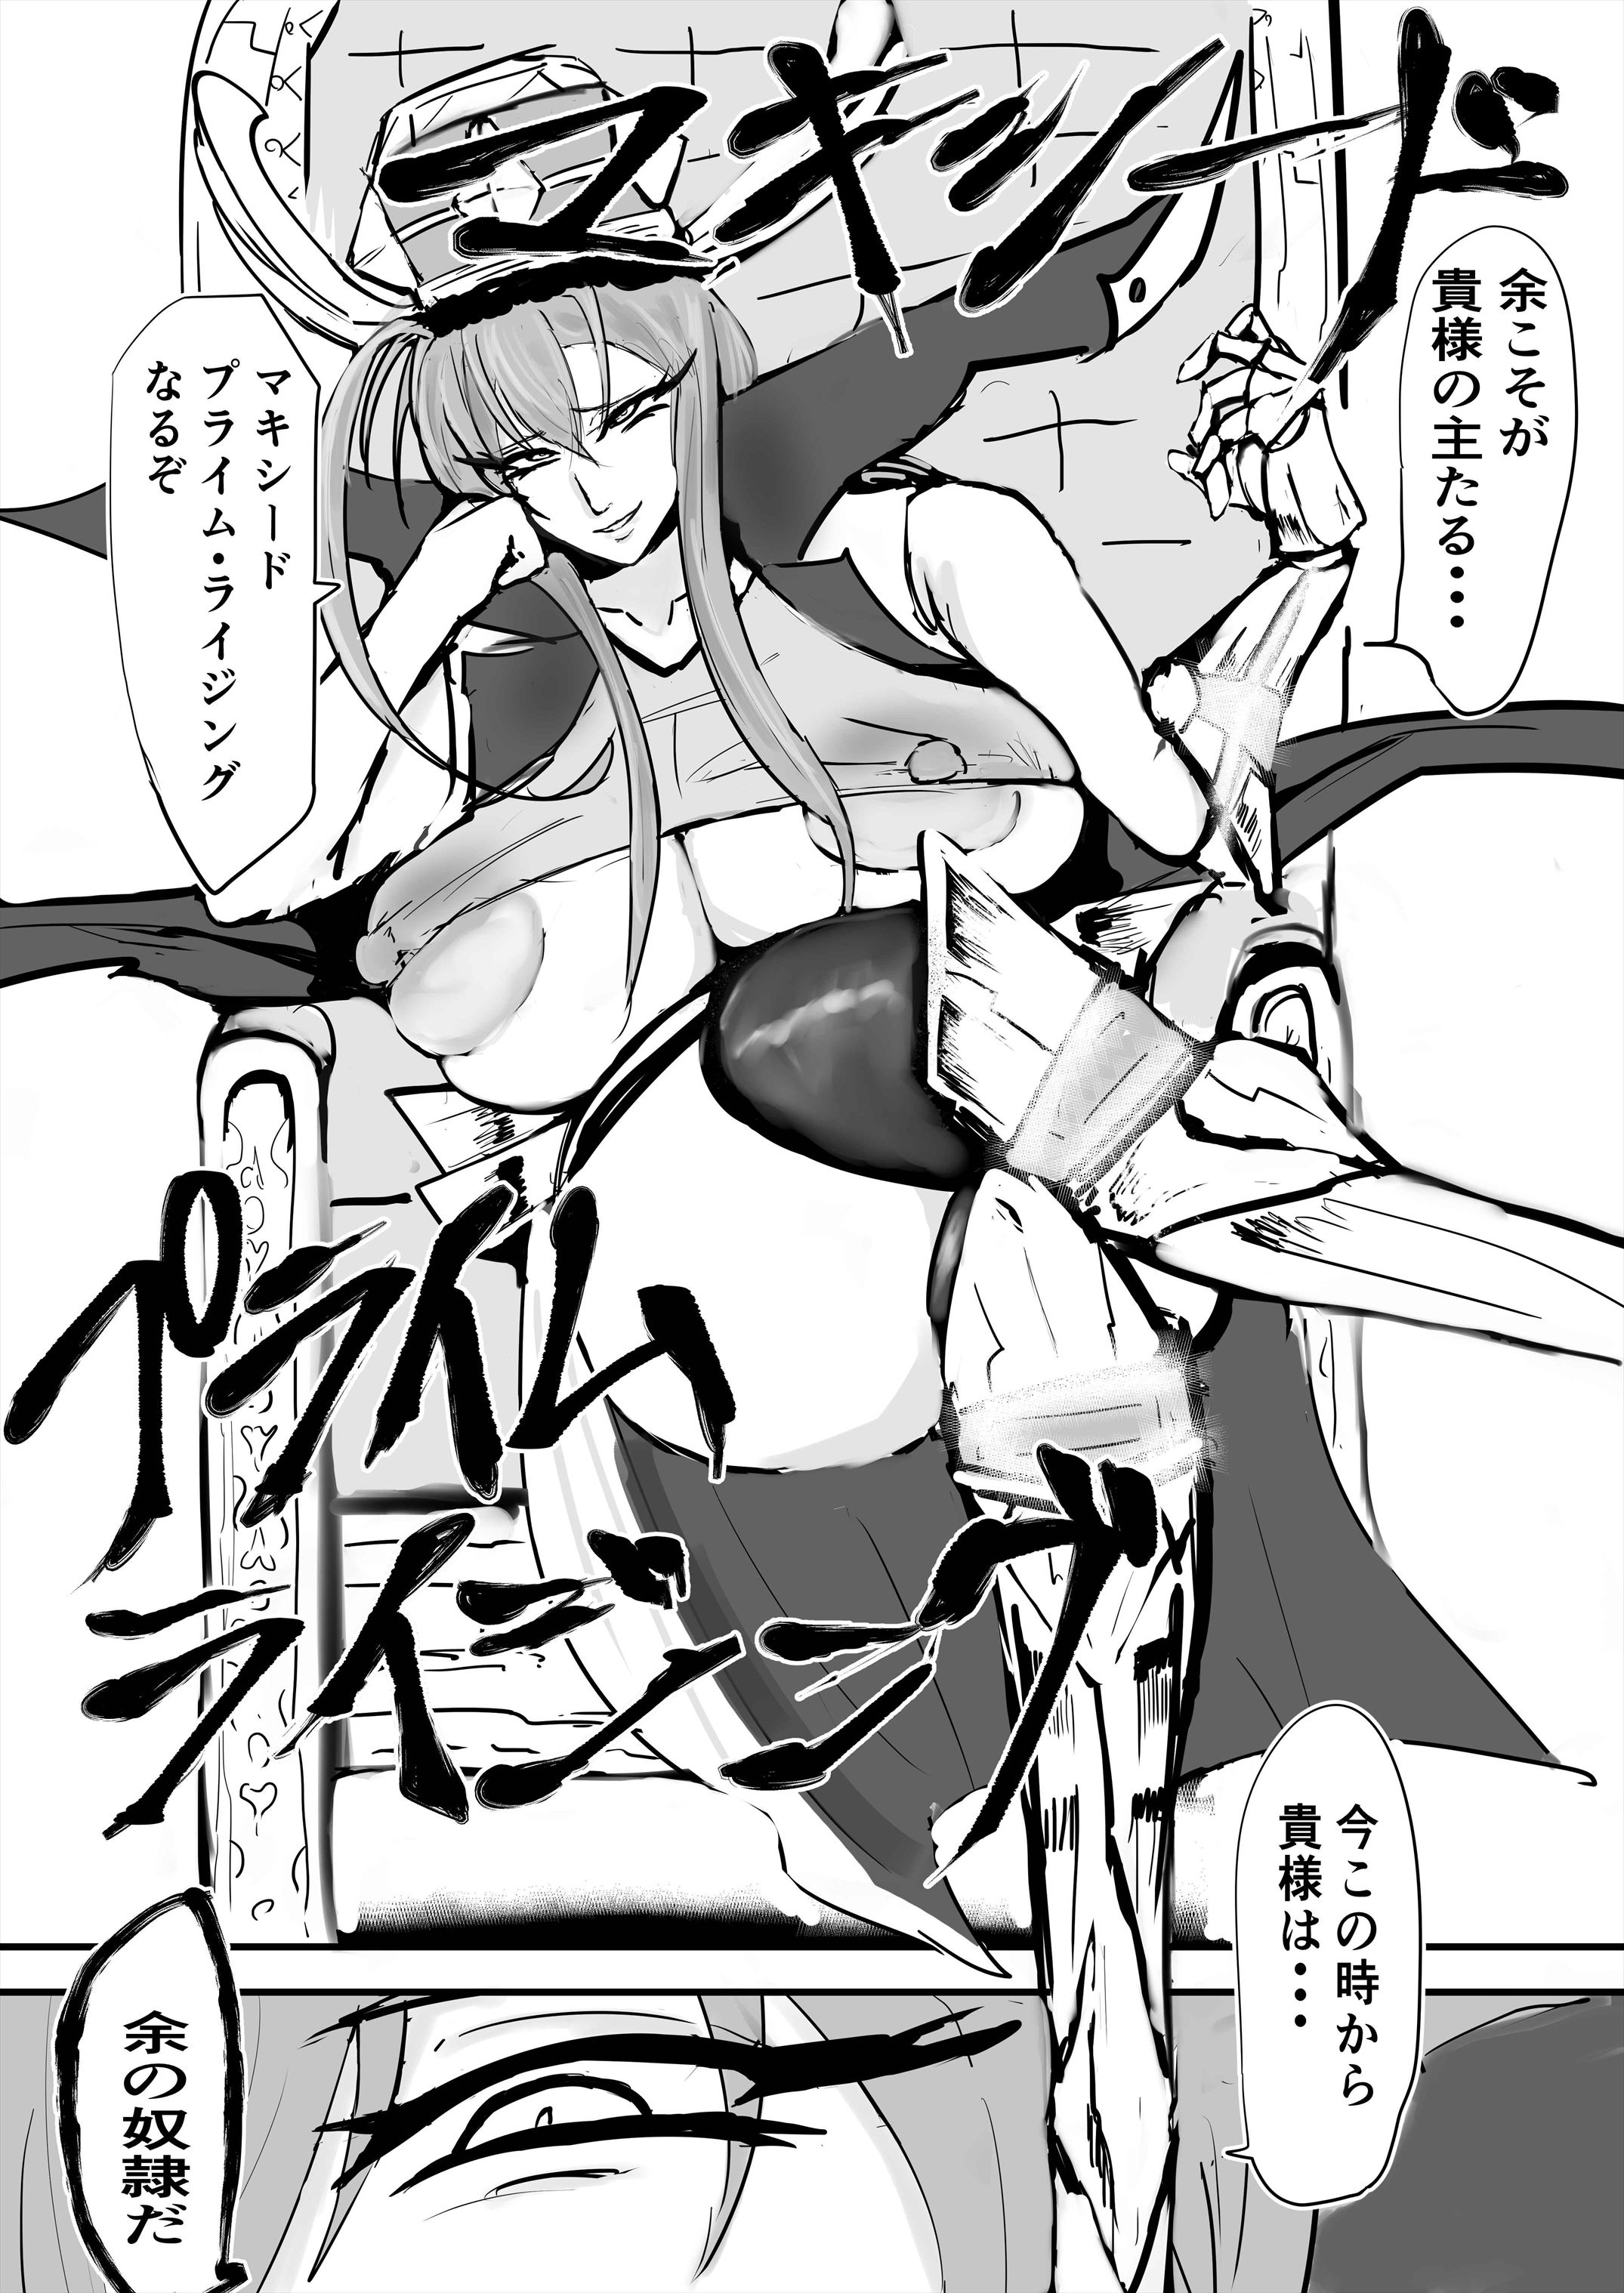 余こそが
貴様の主たる・・・
マキシード
マキシード
プライム・ライジング
なるぞ
プライム
ライジング
今この時から
貴様は・・・
余の奴隷だ